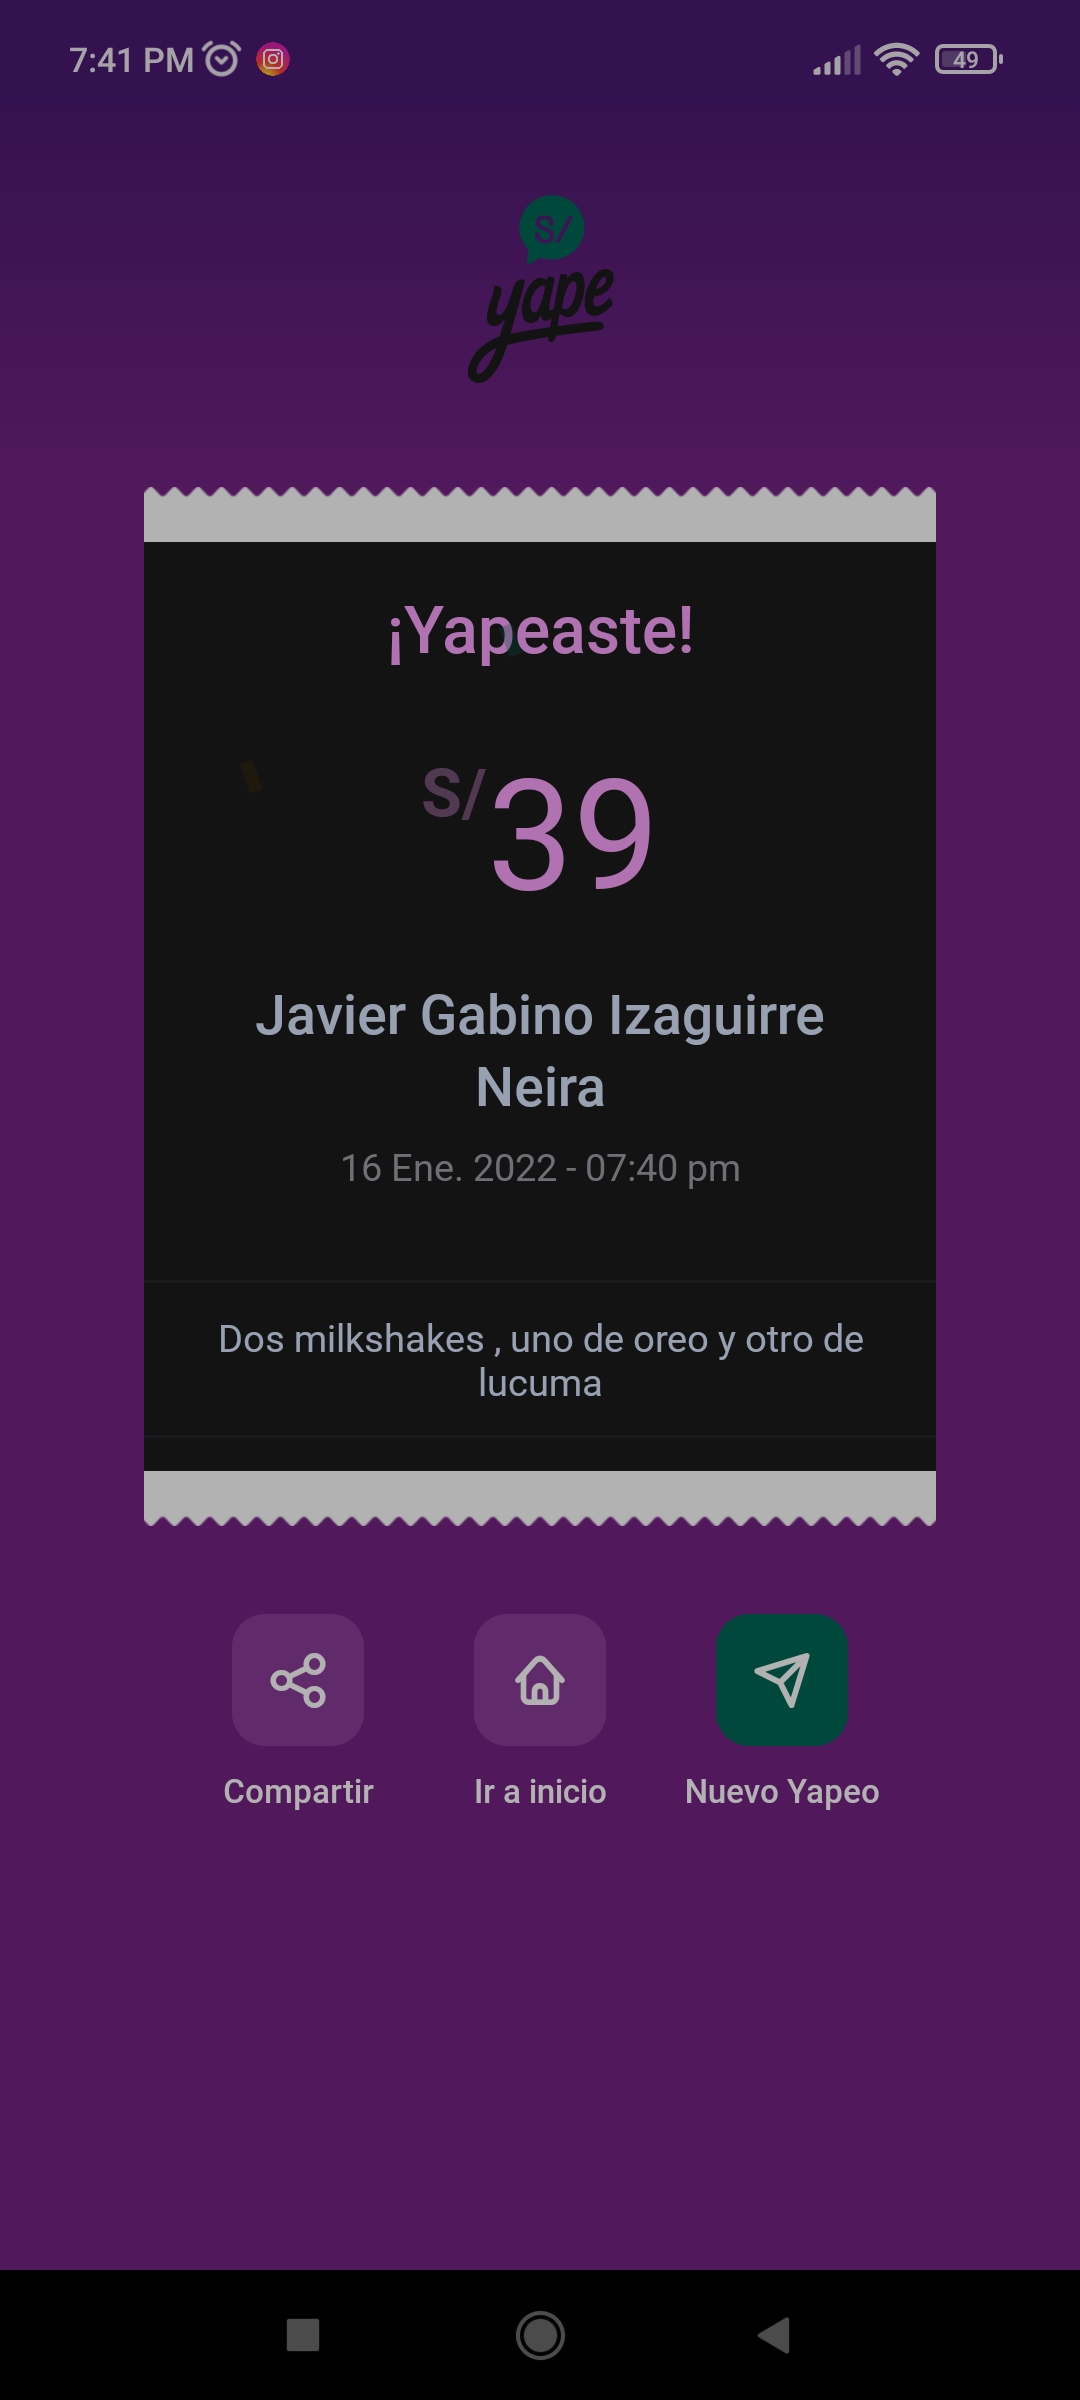 7:41 PM
49
S/
yape
¡Yapeaste!
S/39
Javier Gabino Izaguirre
Neira
16 Ene. 2022 - 07:40 pm
Dos milkshakes , uno de oreo y otro de
lucuma
Compartir
Ir a inicio
Nuevo Yapeo